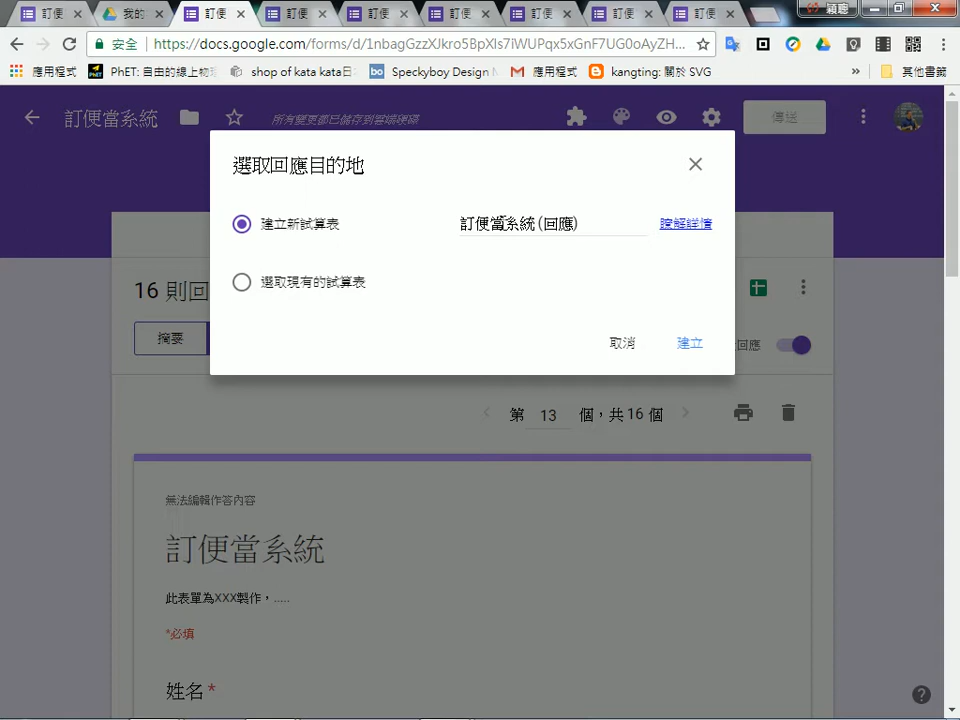 訂便
我的
訂便
訂便
訂便
訂便
訂便
訂便
訂便
穎聰
安全
https://docs.google.com/forms/d/1nbagGzzXJkro5BpXIs7iWUPqx5xGnF7UG0oAyZH...
應用程式
PhET: 自由的線上物理
shop of kata kata日
Speckyboy Design M
應用程式
kangting: 關於 SVG
»
其他書籤
訂便當系統
所有變更都已儲存到雲端硬碟
傳送
選取回應目的地
建立新試算表
訂便當系統 (回應)
瞭解詳情
選取現有的試算表
取消
建立
16 則回
摘要
回應
第 13 個，共 16 個
無法編輯作答內容
訂便當系統
此表單為XXX製作，.....
*必填
姓名 *